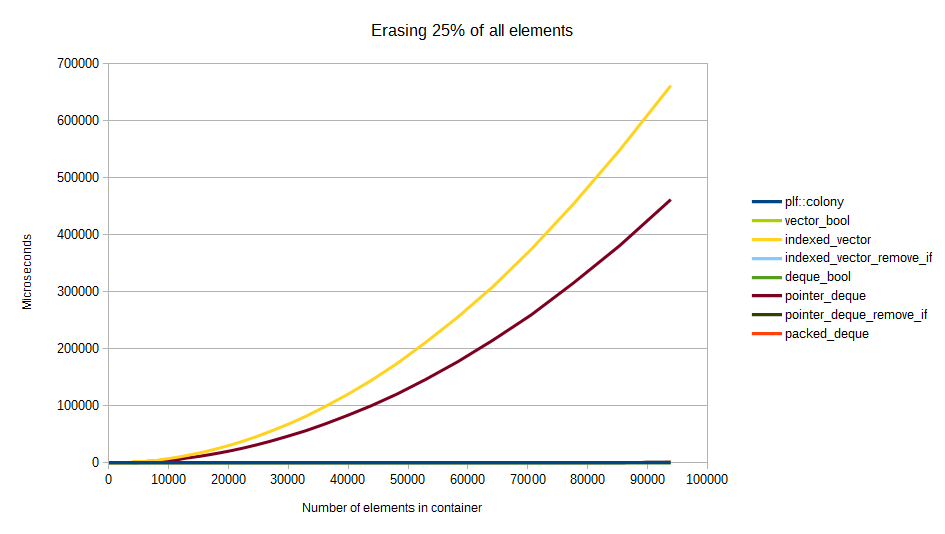 Erasing 25% of all elements
700000
600000
500000
400000
300000
200000
100000
0
Microseconds
0 10000 20000 30000 40000 50000 60000 70000 80000 90000 100000
Number of elements in container
plf::colony
vector_bool
indexed_vector
indexed_vector_remove_if
deque_bool
pointer_deque
pointer_deque_remove_if
packed_deque